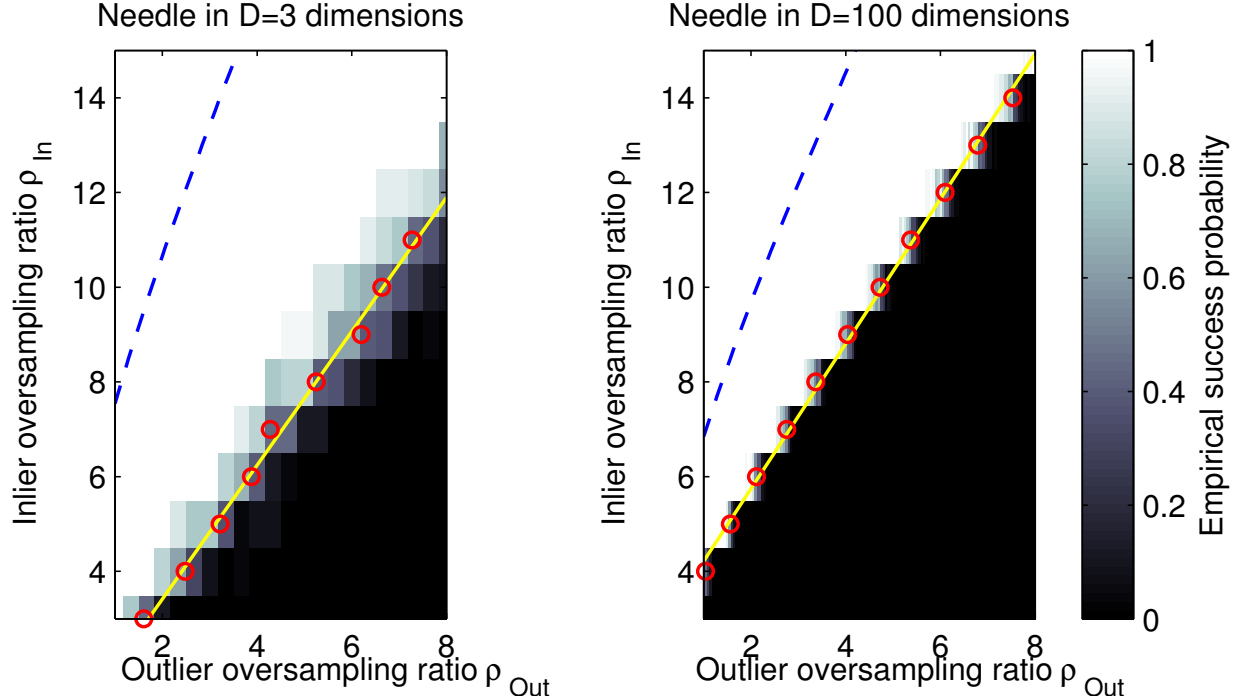 Needle in D=3 dimensions
14
12
10
8
6
4
2 4 6 8
Inlier oversampling ratio ρ In
Outlier oversampling ratio ρ Out
Needle in D=100 dimensions
14
12
10
8
6
4
2 4 6 8
Inlier oversampling ratio ρ In
Outlier oversampling ratio ρ Out
1
0.8
0.6
0.4
0.2
0
Empirical success probability